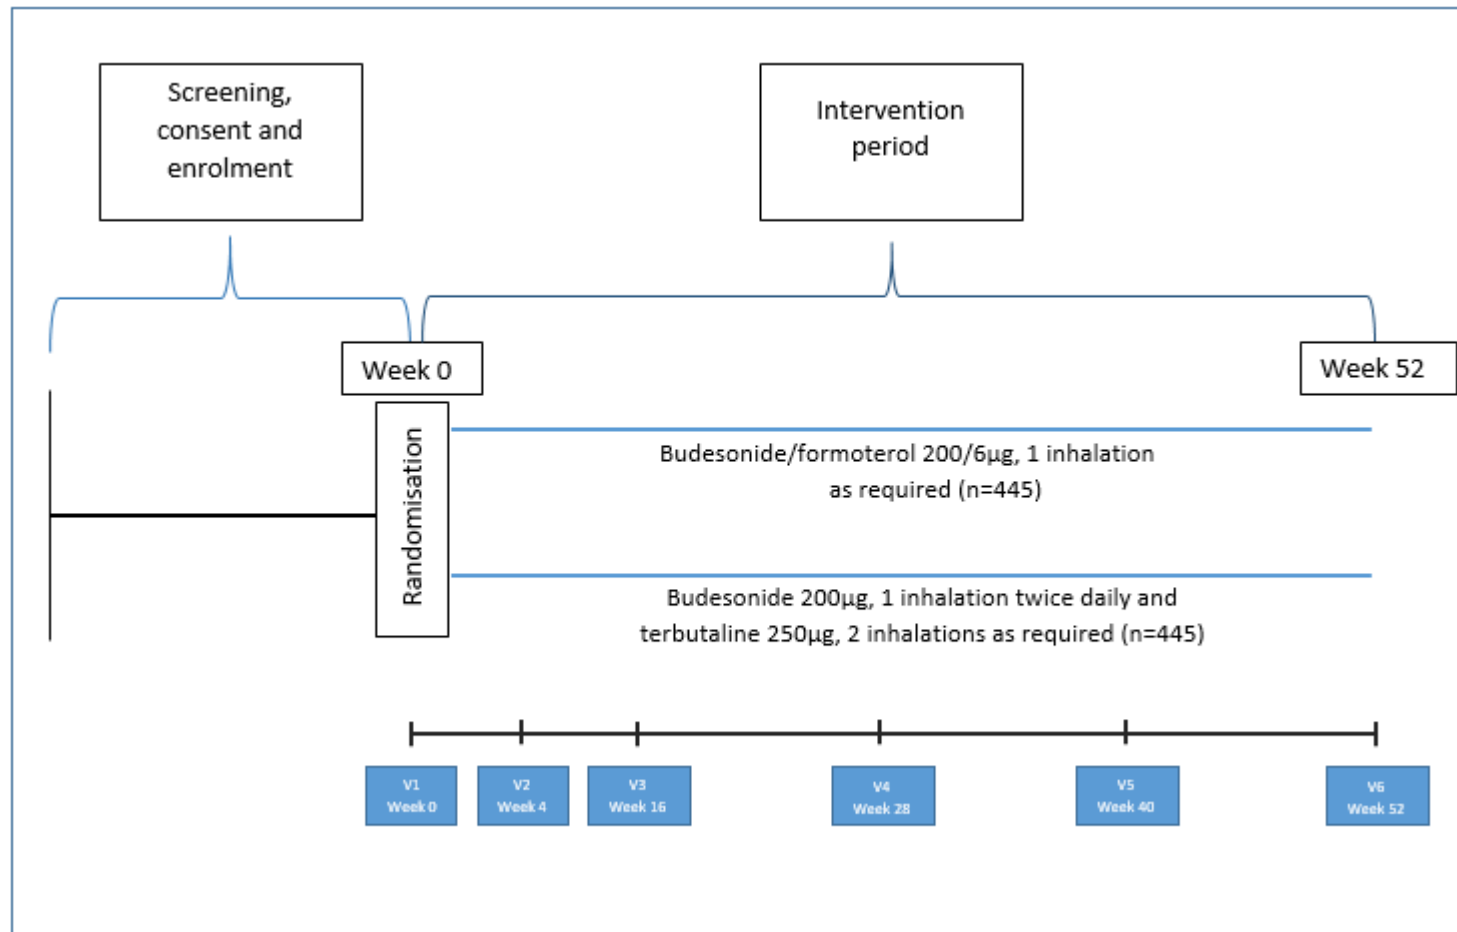 Screening,
consent and
enrolment
Intervention
period
Week 0
Week 52
Randomisation
Budesonide/formoterol 200/6µg, 1 inhalation
as required (n=445)
Budesonide 200µg, 1 inhalation twice daily and
terbutaline 250µg, 2 inhalations as required (n=445)
V1
Week 0
V2
Week 4
V3
Week 16
V4
Week 28
V5
Week 40
V6
Week 52